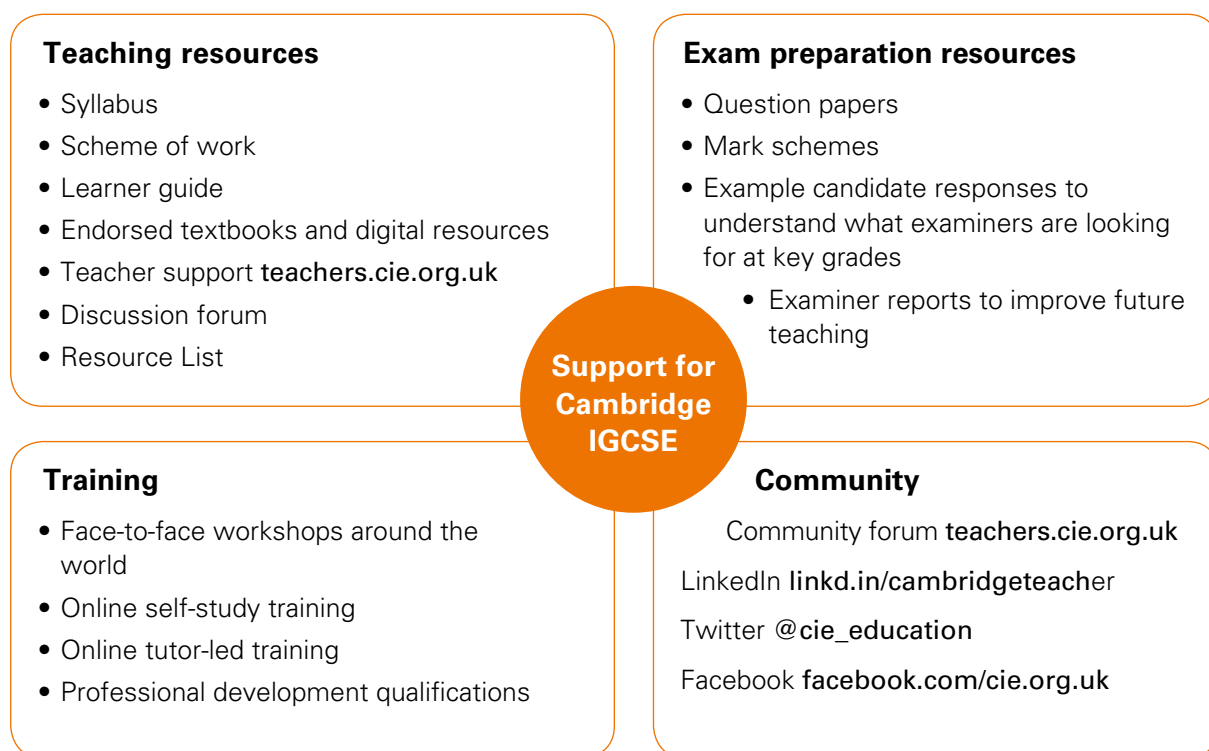 Teaching resources
• Syllabus
• Scheme of work
• Learner guide
• Endorsed textbooks and digital resources
• Teacher support teachers.cie.org.uk
• Discussion forum
• Resource List
Exam preparation resources
• Question papers
• Mark schemes
• Example candidate responses to
understand what examiners are looking
for at key grades
• Examiner reports to improve future
teaching
Support for
Cambridge
IGCSE
Training
• Face-to-face workshops around the
world
• Online self-study training
• Online tutor-led training
• Professional development qualifications
Community
Community forum teachers.cie.org.uk
LinkedIn linkd.in/cambridgeteacher
Twitter @cie_education
Facebook facebook.com/cie.org.uk